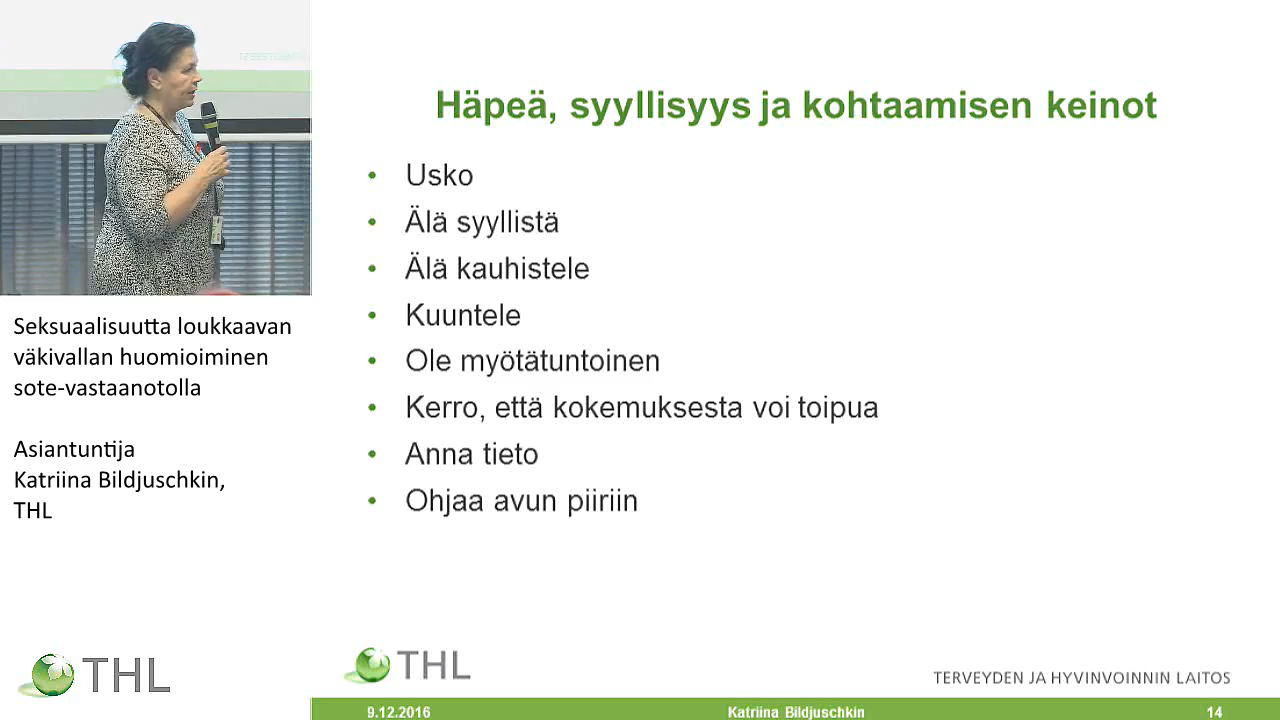 Häpeä, syyllisyys ja kohtaamisen keinot
• Usko
• Älä syyllistä
• Älä kauhistele
• Kuuntele
• Ole myötätuntoinen
• Kerro, että kokemuksesta voi toipua
• Anna tieto
• Ohjaa avun piiriin
Seksuaalisuutta loukkaavan
väkivallan huomioiminen
sote-vastaanotolla
Asiantuntija
Katriina Bildjuschkin,
THL
THL
THL
TERVEYDEN JA HYVINVOINNIN LAITOS
9.12.2016 Katriina Bildjuschkin 14